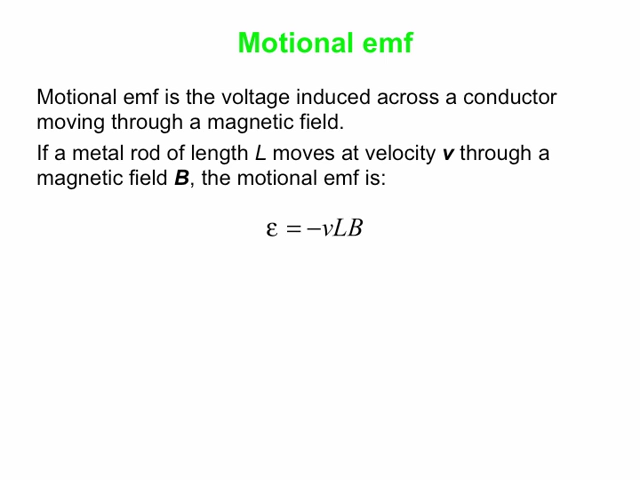 Motional emf
Motional emf is the voltage induced across a conductor
moving through a magnetic field.
If a metal rod of length L moves at velocity v through a
magnetic field B, the motional emf is:
ε = −vLB